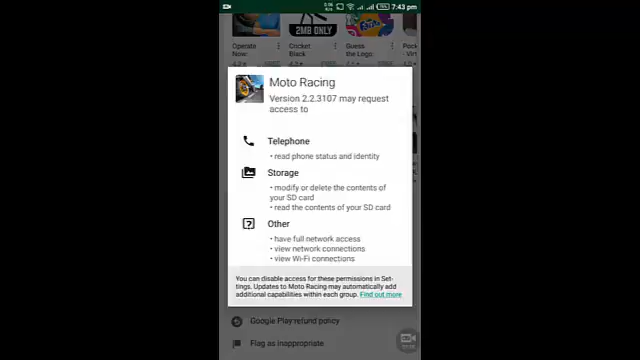 7:43 pm
2MB ONLY
Operate
Now:
Cricket
Black
Guess
the Logo:
Moto Racing
Version 2.2.3107 may request
access to
Telephone
• read phone status and identity
Storage
• modify or delete the contents of
your SD card
• read the contents of your SD card
Other
• have full network access
• view network connections
• view Wi-Fi connections
You can disable access for these permissions in Set-
tings. Updates to Moto Racing may automatically add
additional capabilities within each group. Find out more
Google Play refund policy
Flag as inappropriate